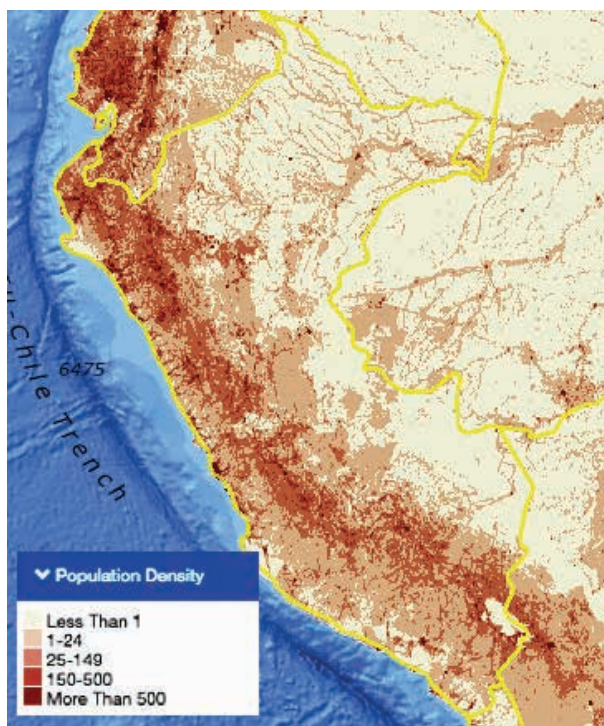 -Chile Trench
6475
Population Density
Less Than 1
1-24
25-149
150-500
More Than 500